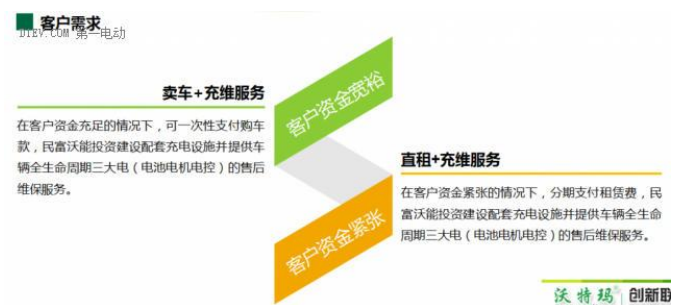 客户需求
D1EV.COM 第一电动
卖车+充维服务
在客户资金充足的情况下，可一次性支付购车
款，民富沃能投资建设配套充电设施并提供车
辆全生命周期三大电（电池电机电控）的售后
维保服务。
客户资金宽裕
直租+充维服务
在客户资金紧张的情况下，分期支付租赁费，民
富沃能投资建设配套充电设施并提供车辆全生命
周期三大电（电池电机电控）的售后维保服务。
客户资金紧张
沃特玛 创新联